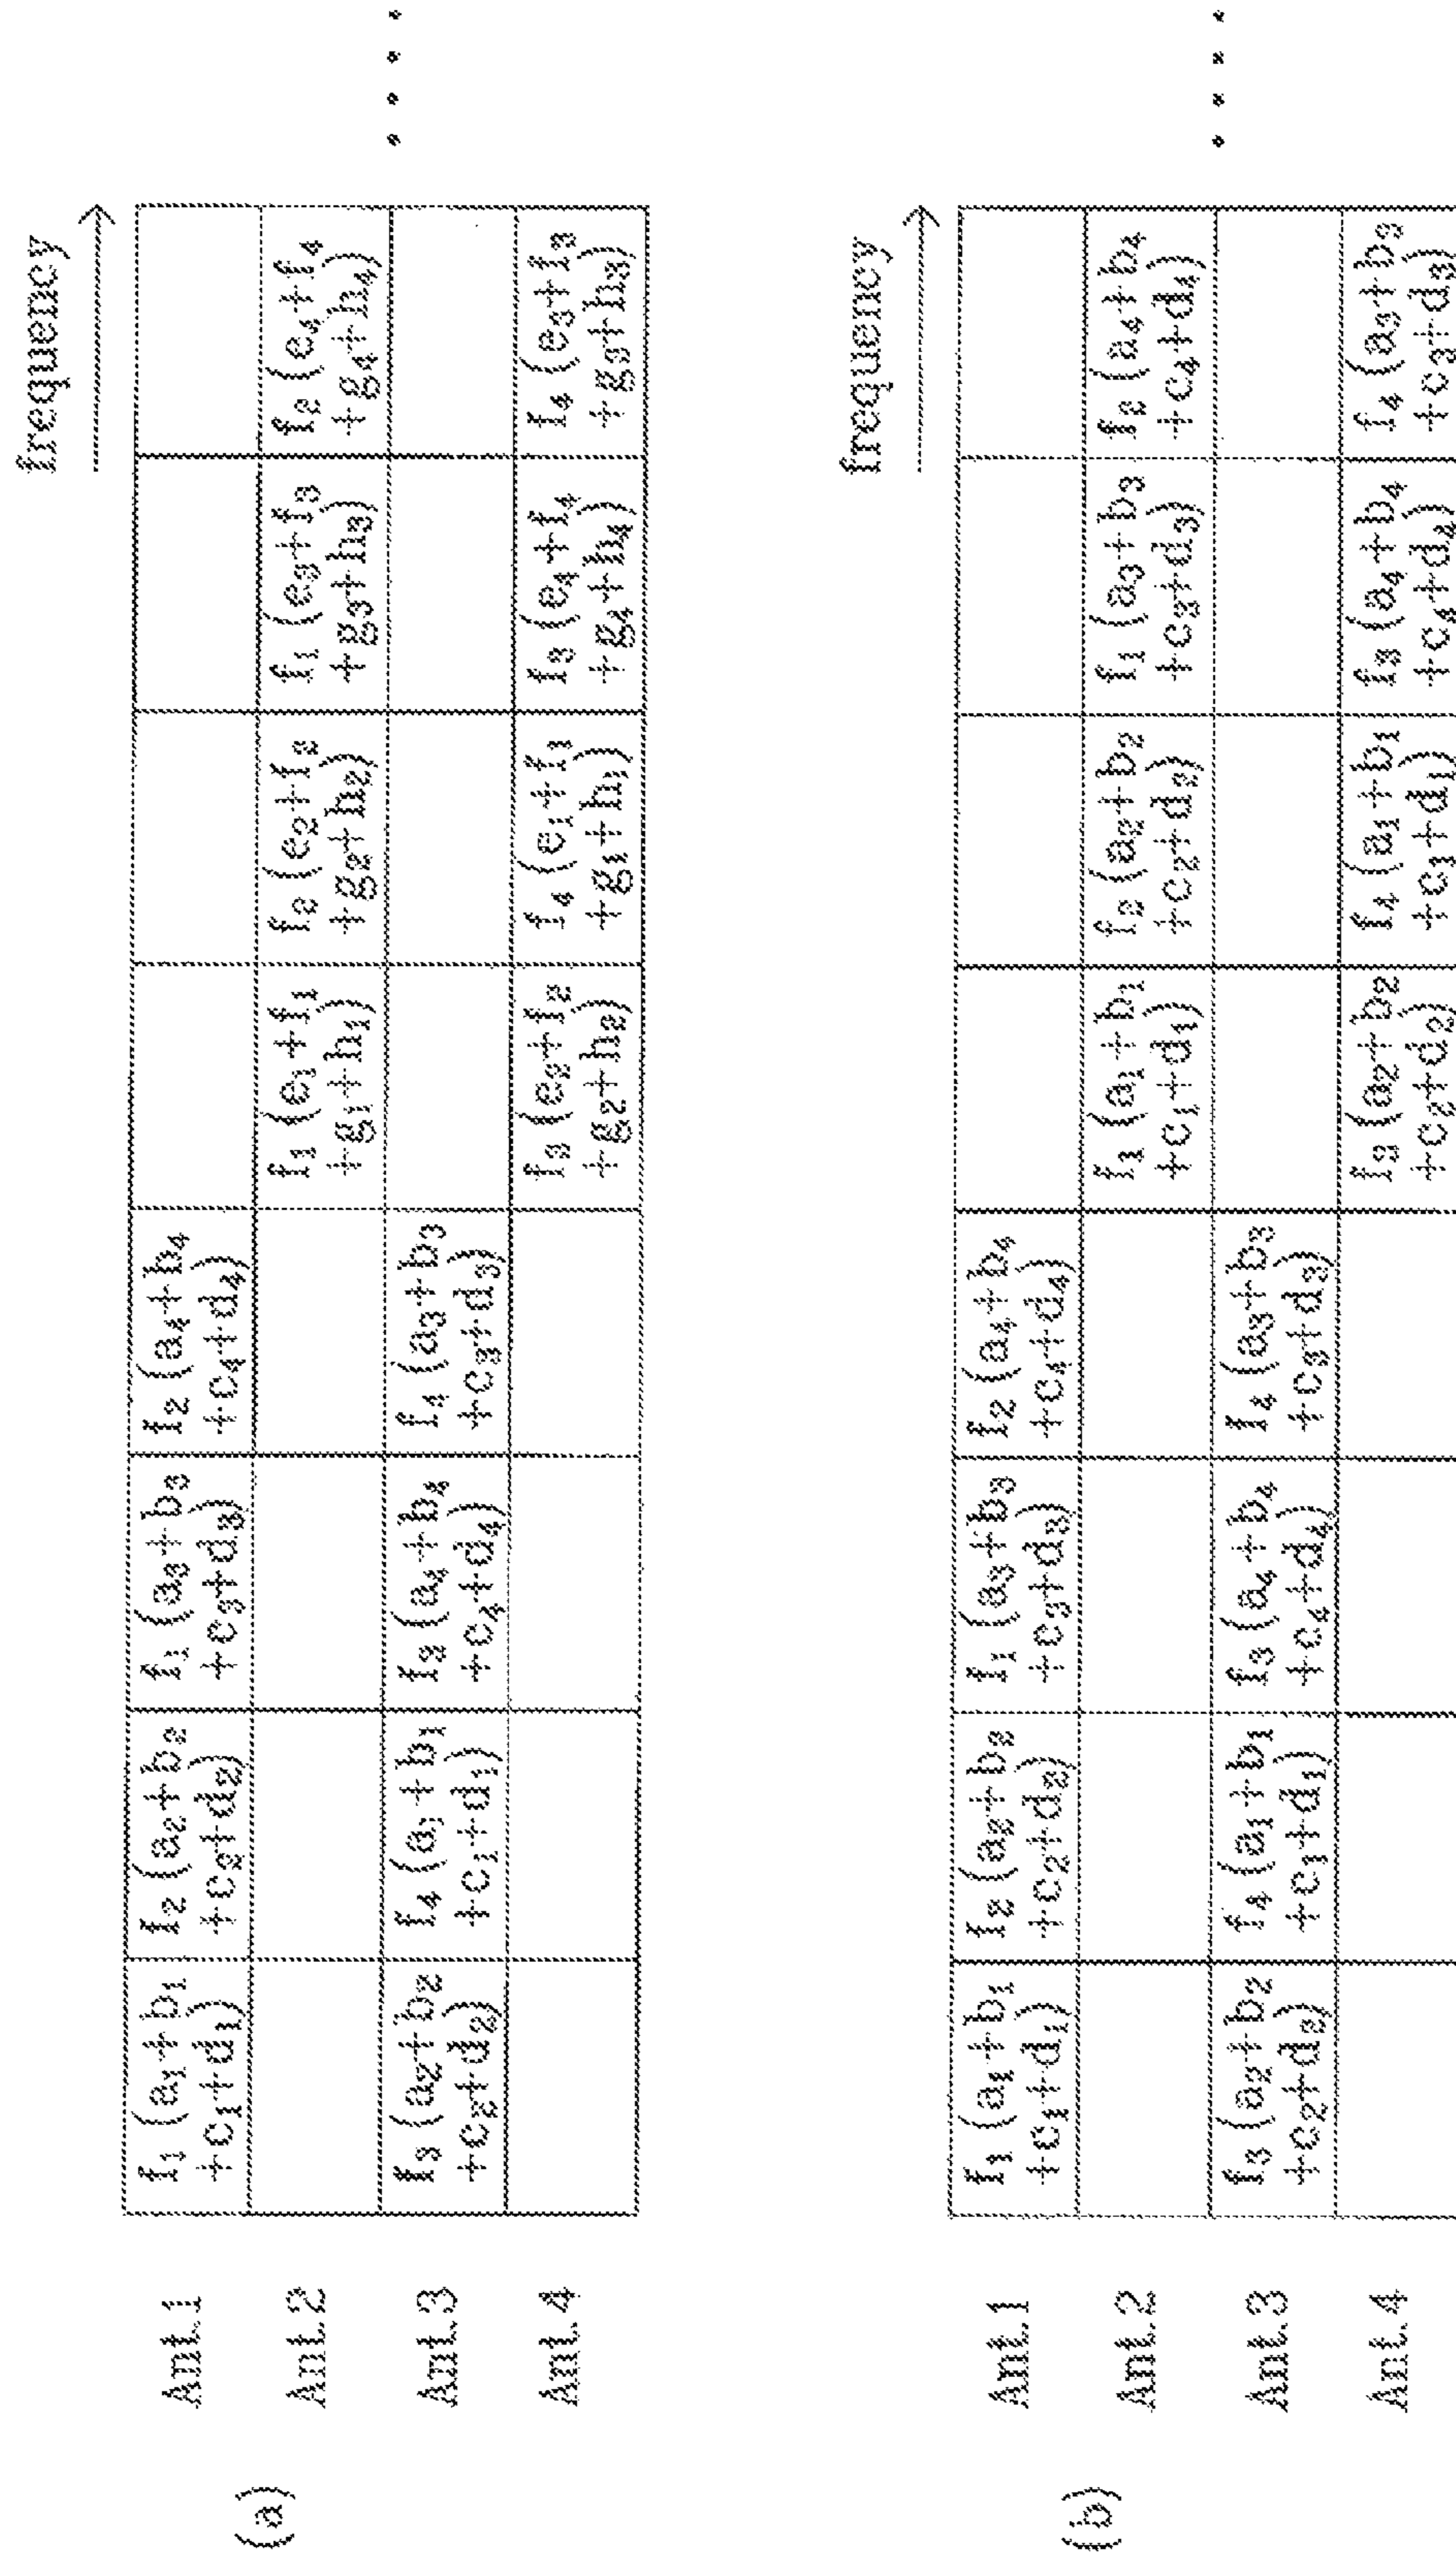 (a)
frequency
Ant.1
f₁ (a₁+b₁
+c₁+d₁)
f₂ (a₂+b₂
+c₂+d₂)
f₁ (a₃+b₃
+c₃+d₃)
f₂ (a₄+b₄
+c₄+d₄)
Ant.2
f₁ (e₁+f₁
+g₁+h₁)
f₂ (e₂+f₂
+g₂+h₂)
f₁ (e₃+f₃
+g₃+h₃)
f₂ (e₄+f₄
+g₄+h₄)
Ant.3
f₃ (a₂+b₂
+c₂+d₂)
f₄ (a₁+b₁
+c₁+d₁)
f₃ (a₄+b₄
+c₄+d₄)
f₄ (a₃+b₃
+c₃+d₃)
Ant.4
f₃ (e₂+f₂
+g₂+h₂)
f₄ (e₁+f₁
+g₁+h₁)
f₃ (e₄+f₄
+g₄+h₄)
f₄ (e₃+f₃
+g₃+h₃)
(b)
frequency
Ant.1
f₁ (a₁+b₁
+c₁+d₁)
f₂ (a₂+b₂
+c₂+d₂)
f₁ (a₃+b₃
+c₃+d₃)
f₂ (a₄+b₄
+c₄+d₄)
Ant.2
f₁ (a₁+b₁
+c₁+d₁)
f₂ (a₂+b₂
+c₂+d₂)
f₁ (a₃+b₃
+c₃+d₃)
f₂ (a₄+b₄
+c₄+d₄)
Ant.3
f₃ (a₂+b₂
+c₂+d₂)
f₄ (a₁+b₁
+c₁+d₁)
f₃ (a₄+b₄
+c₄+d₄)
f₄ (a₃+b₃
+c₃+d₃)
Ant.4
f₃ (a₂+b₂
+c₂+d₂)
f₄ (a₁+b₁
+c₁+d₁)
f₃ (a₄+b₄
+c₄+d₄)
f₄ (a₃+b₃
+c₃+d₃)